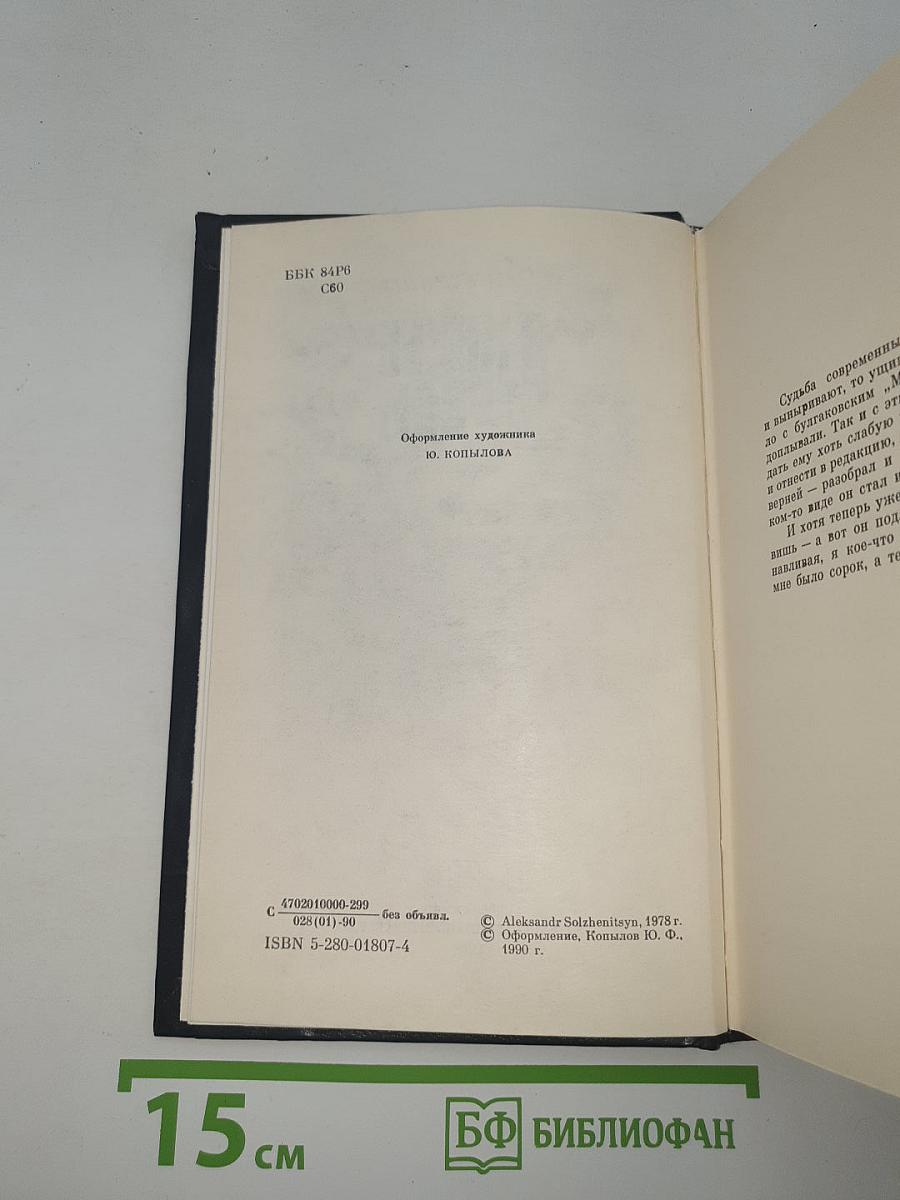 ББК 84Р6
С60
Оформление художника
Ю. КОПЫЛОВА
С 4702010000-299
028(01)-90
без объявл.
ISBN 5-280-01807-4
© Aleksandr Solzhenitsyn, 1978 г.
© Оформление, Копылов Ю. Ф.,
1990 г.
Судьба современны
и выныривают, то ущи
ло с булгаковским „М
доплывали. Так и с эти
дать ему хоть слабую
и отнести в редакцию,
верней — разобрал и
ком-то виде он стал и
И хотя теперь уже
вишь — а вот он под
навливая, я кое-что
мне было сорок, а те
15 см
БФ БИБЛИОФАН